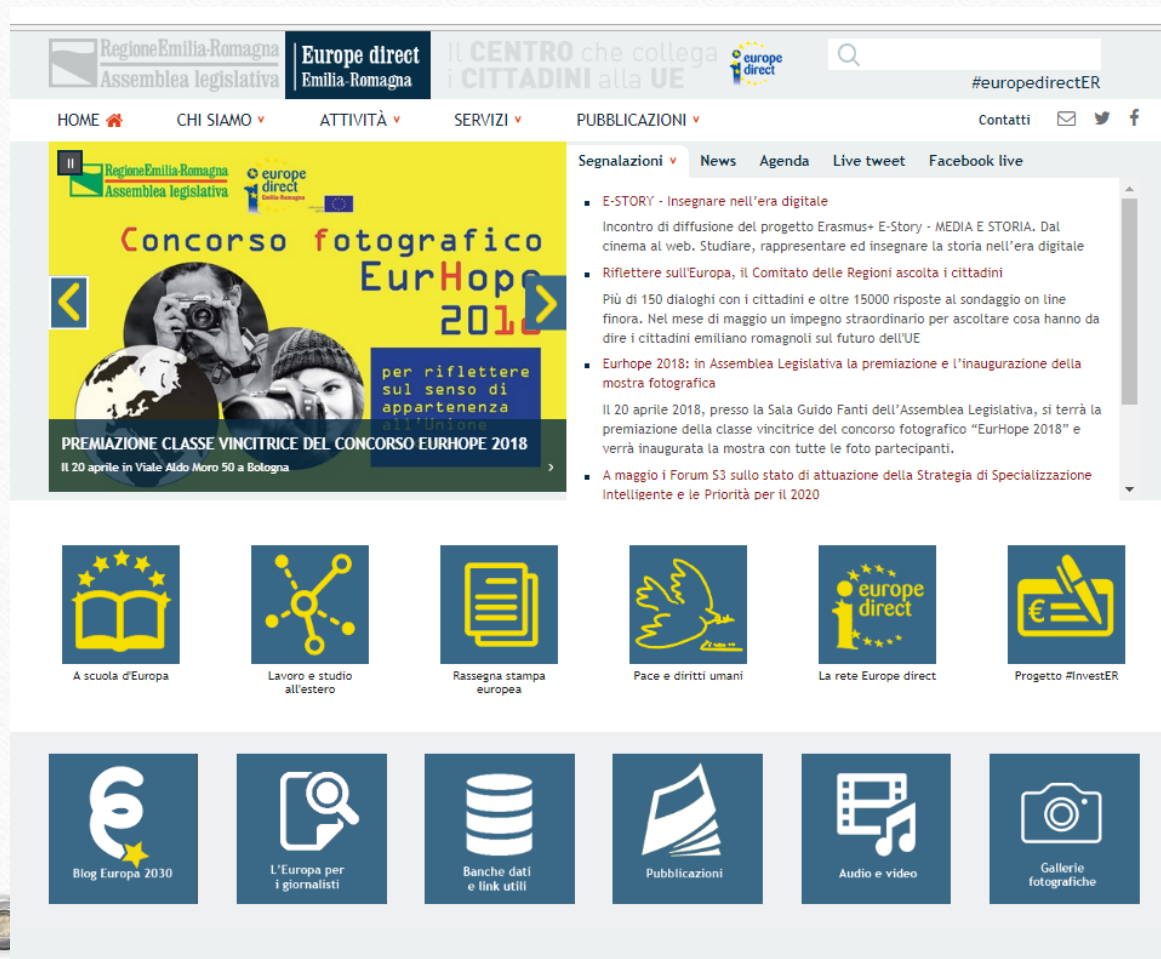 RegioneEmilia-Romagna
Assemblea legislativa
Europe direct
Emilia-Romagna
Il CENTRO che collega
i CITTADINI alla UE
europe
direct
#europedirectER
HOME
CHI SIAMO
ATTIVITÀ
SERVIZI
PUBBLICAZIONI
Contatti
RegioneEmilia-Romagna
Assemblea legislativa
europe
direct
Emilia-Romagna
Concorso fotografico
EurHope
2018
per riflettere
sul senso di
appartenenza
all'Unione
PREMIAZIONE CLASSE VINCITRICE DEL CONCORSO EURHOPE 2018
Il 20 aprile in Viale Aldo Moro 50 a Bologna
Segnalazioni News Agenda Live tweet Facebook live
E-STORY - Insegnare nell'era digitale
Incontro di diffusione del progetto Erasmus+ E-Story - MEDIA E STORIA. Dal
cinema al web. Studiare, rappresentare ed insegnare la storia nell'era digitale
Riflettere sull'Europa, il Comitato delle Regioni ascolta i cittadini
Più di 150 dialoghi con i cittadini e oltre 15000 risposte al sondaggio on line
finora. Nel mese di maggio un impegno straordinario per ascoltare cosa hanno da
dire i cittadini emiliano romagnoli sul futuro dell'UE
Eurhope 2018: in Assemblea Legislativa la premiazione e l'inaugurazione della
mostra fotografica
Il 20 aprile 2018, presso la Sala Guido Fanti dell'Assemblea Legislativa, si terrà la
premiazione della classe vincitrice del concorso fotografico “EurHope 2018” e
verrà inaugurata la mostra con tutte le foto partecipanti.
A maggio i Forum S3 sullo stato di attuazione della Strategia di Specializzazione
Intelligente e le Priorità per il 2020
A scuola d'Europa
Lavoro e studio
all'estero
Rassegna stampa
europea
Pace e diritti umani
europe
direct
La rete Europe direct
€
Progetto #InvestER
Blog Europa 2030
L'Europa per
i giornalisti
Banche dati
e link utili
Pubblicazioni
Audio e video
Gallerie
fotografiche